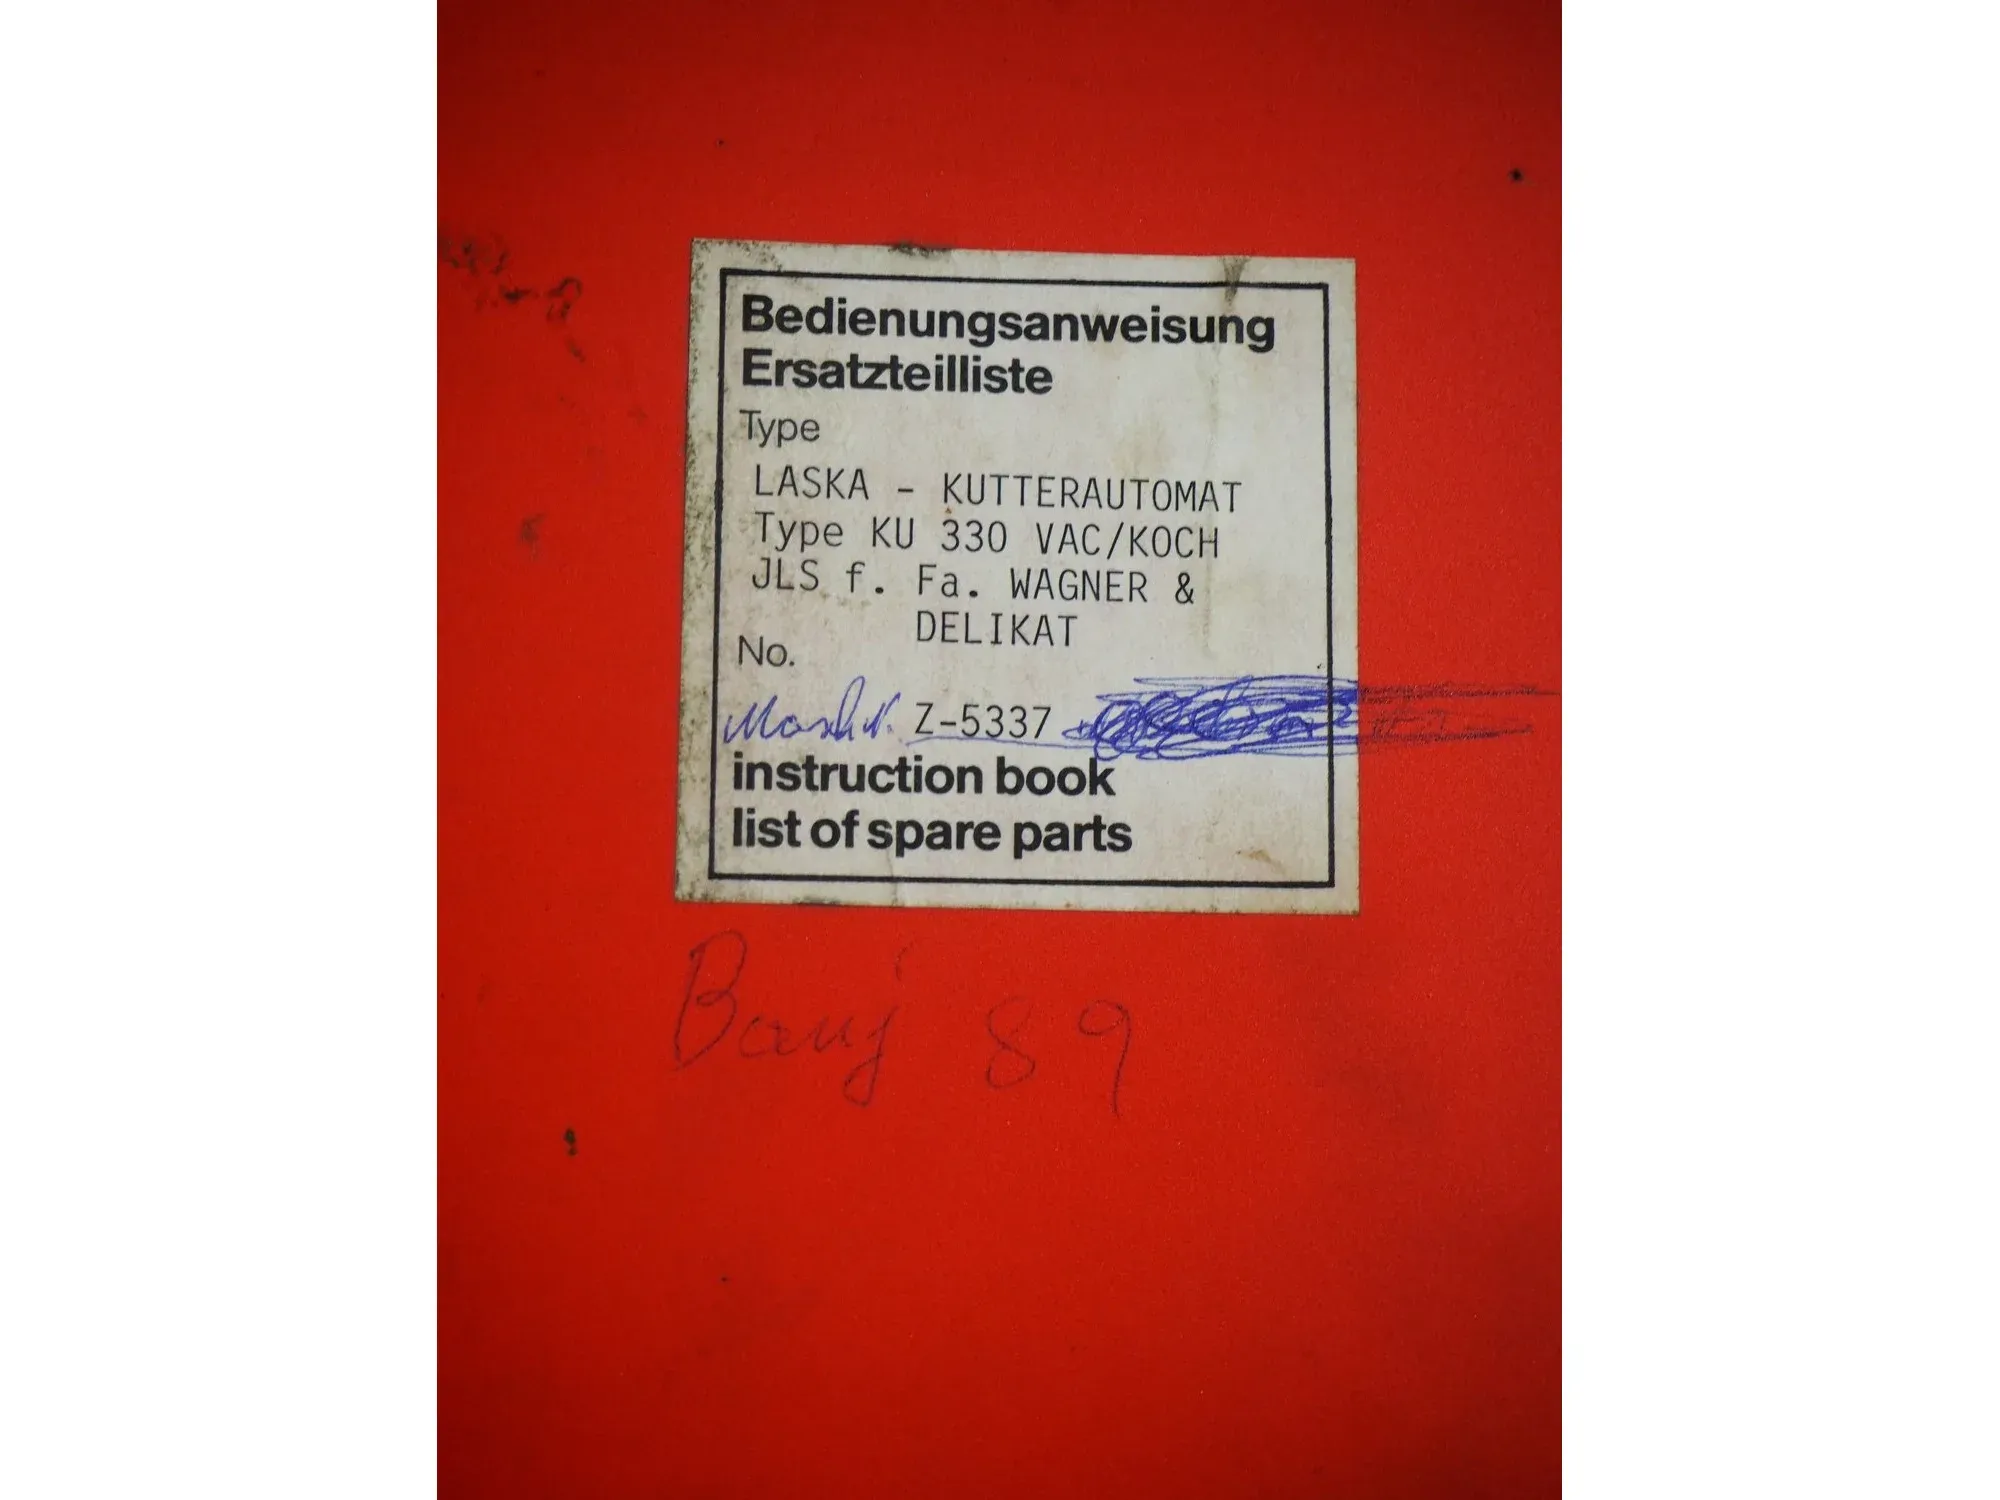 Bedienungsanweisung
Ersatzteilliste
Type
LASKA - KUTTERAUTOMAT
Type KU 330 VAC/KOCH
JLS f. Fa. WAGNER &
DELIKAT
No.
Z-5337
instruction book
list of spare parts
Bauj 89